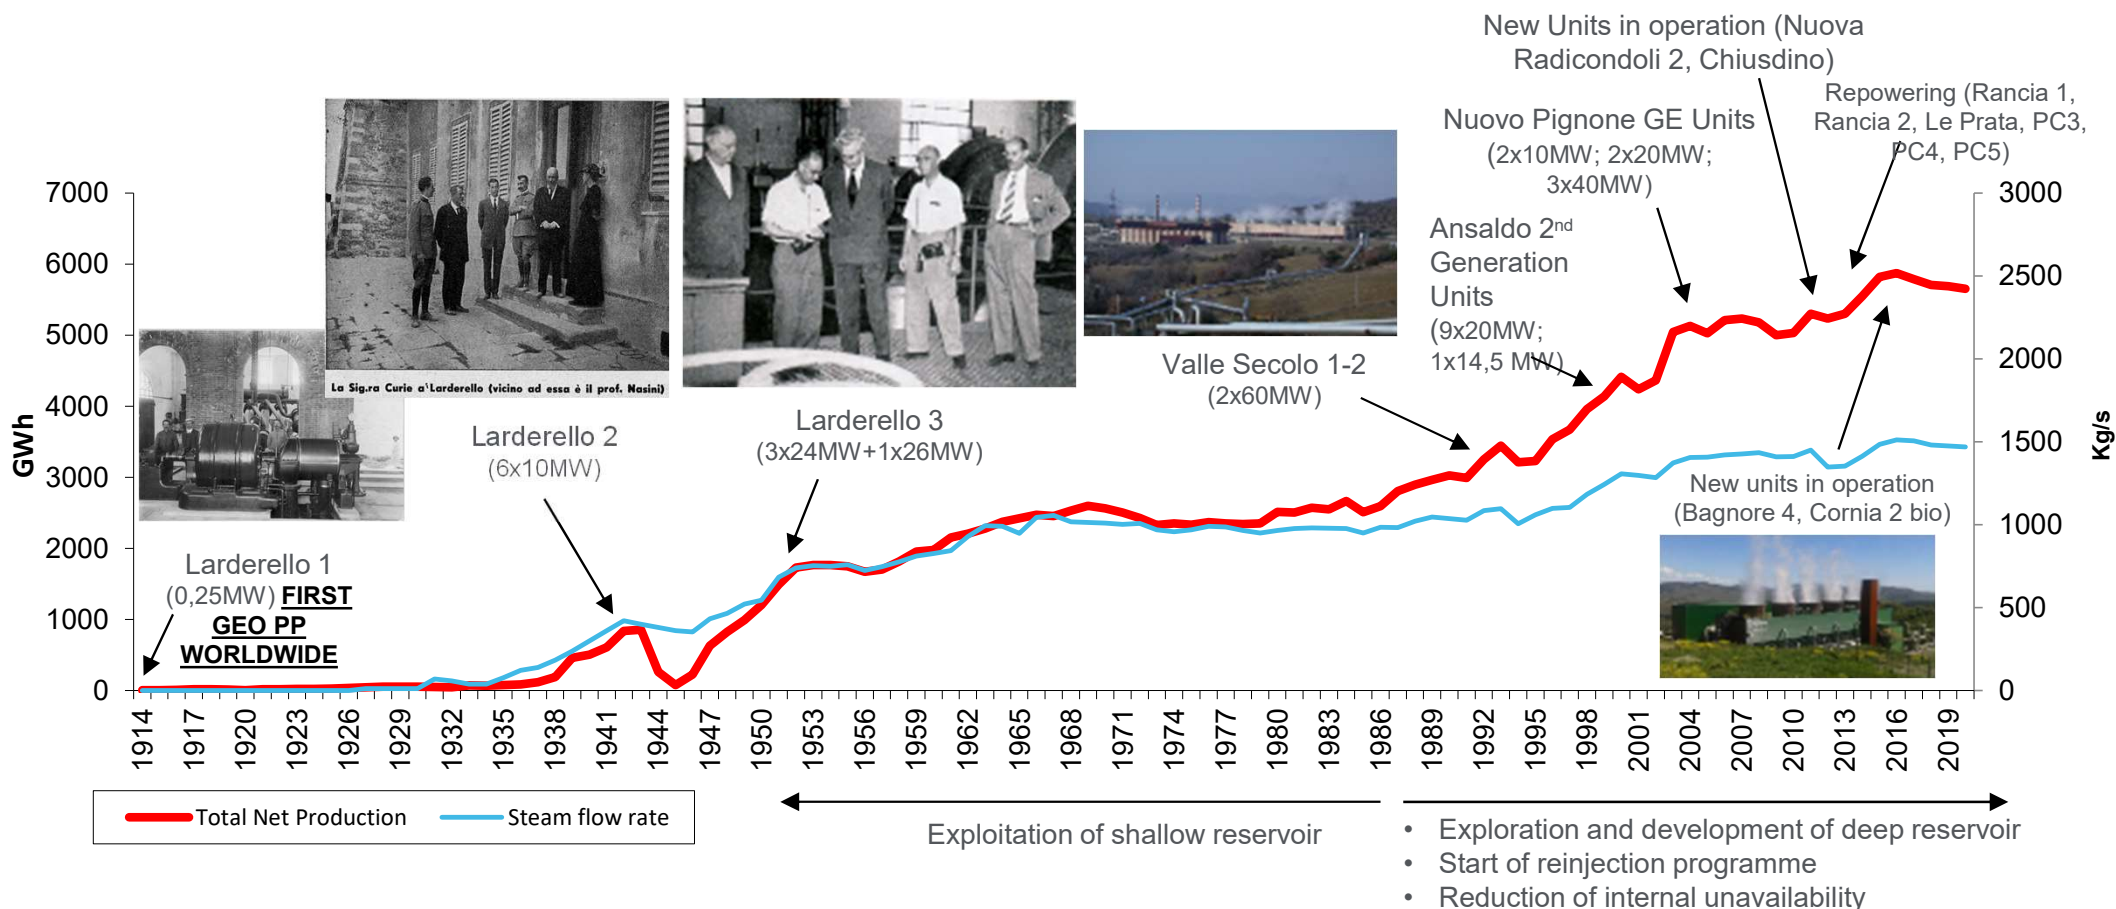 New Units in operation (Nuova
Radicondoli 2, Chiusdino)
Repowering (Rancia 1,
Rancia 2, Le Prata, PC3,
PC4, PC5)
Nuovo Pignone GE Units
(2x10MW; 2x20MW;
3x40MW)
Ansaldo 2nd
Generation
Units
(9x20MW;
1x14,5 MW)
La Sig.ra Curie a' Larderello (vicino ad essa è il prof. Nasini)
Valle Secolo 1-2
(2x60MW)
Larderello 3
(3x24MW+1x26MW)
Larderello 2
(6x10MW)
Larderello 1
(0,25MW) FIRST
GEO PP
WORLDWIDE
New units in operation
(Bagnore 4, Cornia 2 bio)
GWh
7000
6000
5000
4000
3000
2000
1000
0
Kg/s
3000
2500
2000
1500
1000
500
0
1914
1917
1920
1923
1926
1929
1932
1935
1938
1941
1944
1947
1950
1953
1956
1959
1962
1965
1968
1971
1974
1977
1980
1983
1986
1989
1992
1995
1998
2001
2004
2007
2010
2013
2016
2019
Total Net Production
Steam flow rate
Exploitation of shallow reservoir
• Exploration and development of deep reservoir
• Start of reinjection programme
• Reduction of internal unavailability